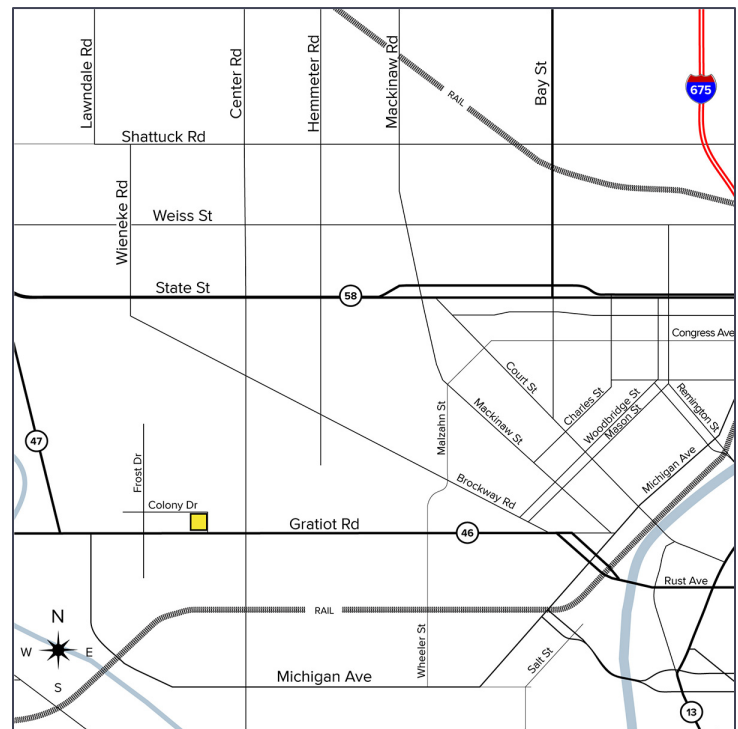 Lawndale Rd
Center Rd
Hemmeter Rd
Mackinaw Rd
Bay St
675
RAIL
Shattuck Rd
Wieneke Rd
Weiss St
State St
58
Congress Ave
Court St
Mackinaw St
Charles St
Woodbridge St
Mason St
Remington St
Malzahn St
47
Frost Dr
Colony Dr
Brockway Rd
Michigan Ave
Gratiot Rd
46
Rust Ave
RAIL
N
W
E
S
Wheeler St
Salt St
Michigan Ave
13